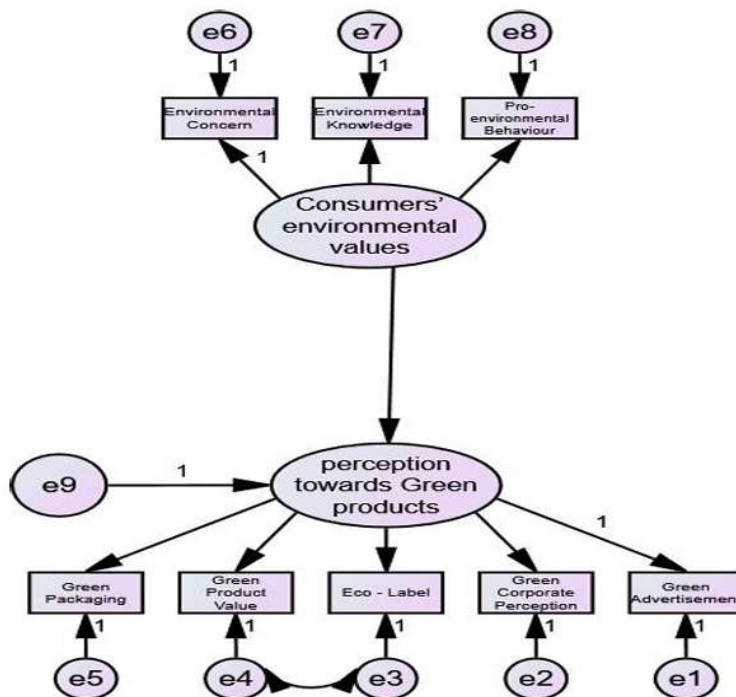 e6 e7 e8
1 1 1
Environmental Concern
Environmental Knowledge
Pro-environmental Behaviour
1
Consumers'
environmental
values
e9
1
perception
towards Green
products
1
Green
Packaging
Green
Product
Value
Eco - Label
Green
Corporate
Perception
Green
Advertisement
1 1 1 1 1
e5 e4 e3 e2 e1